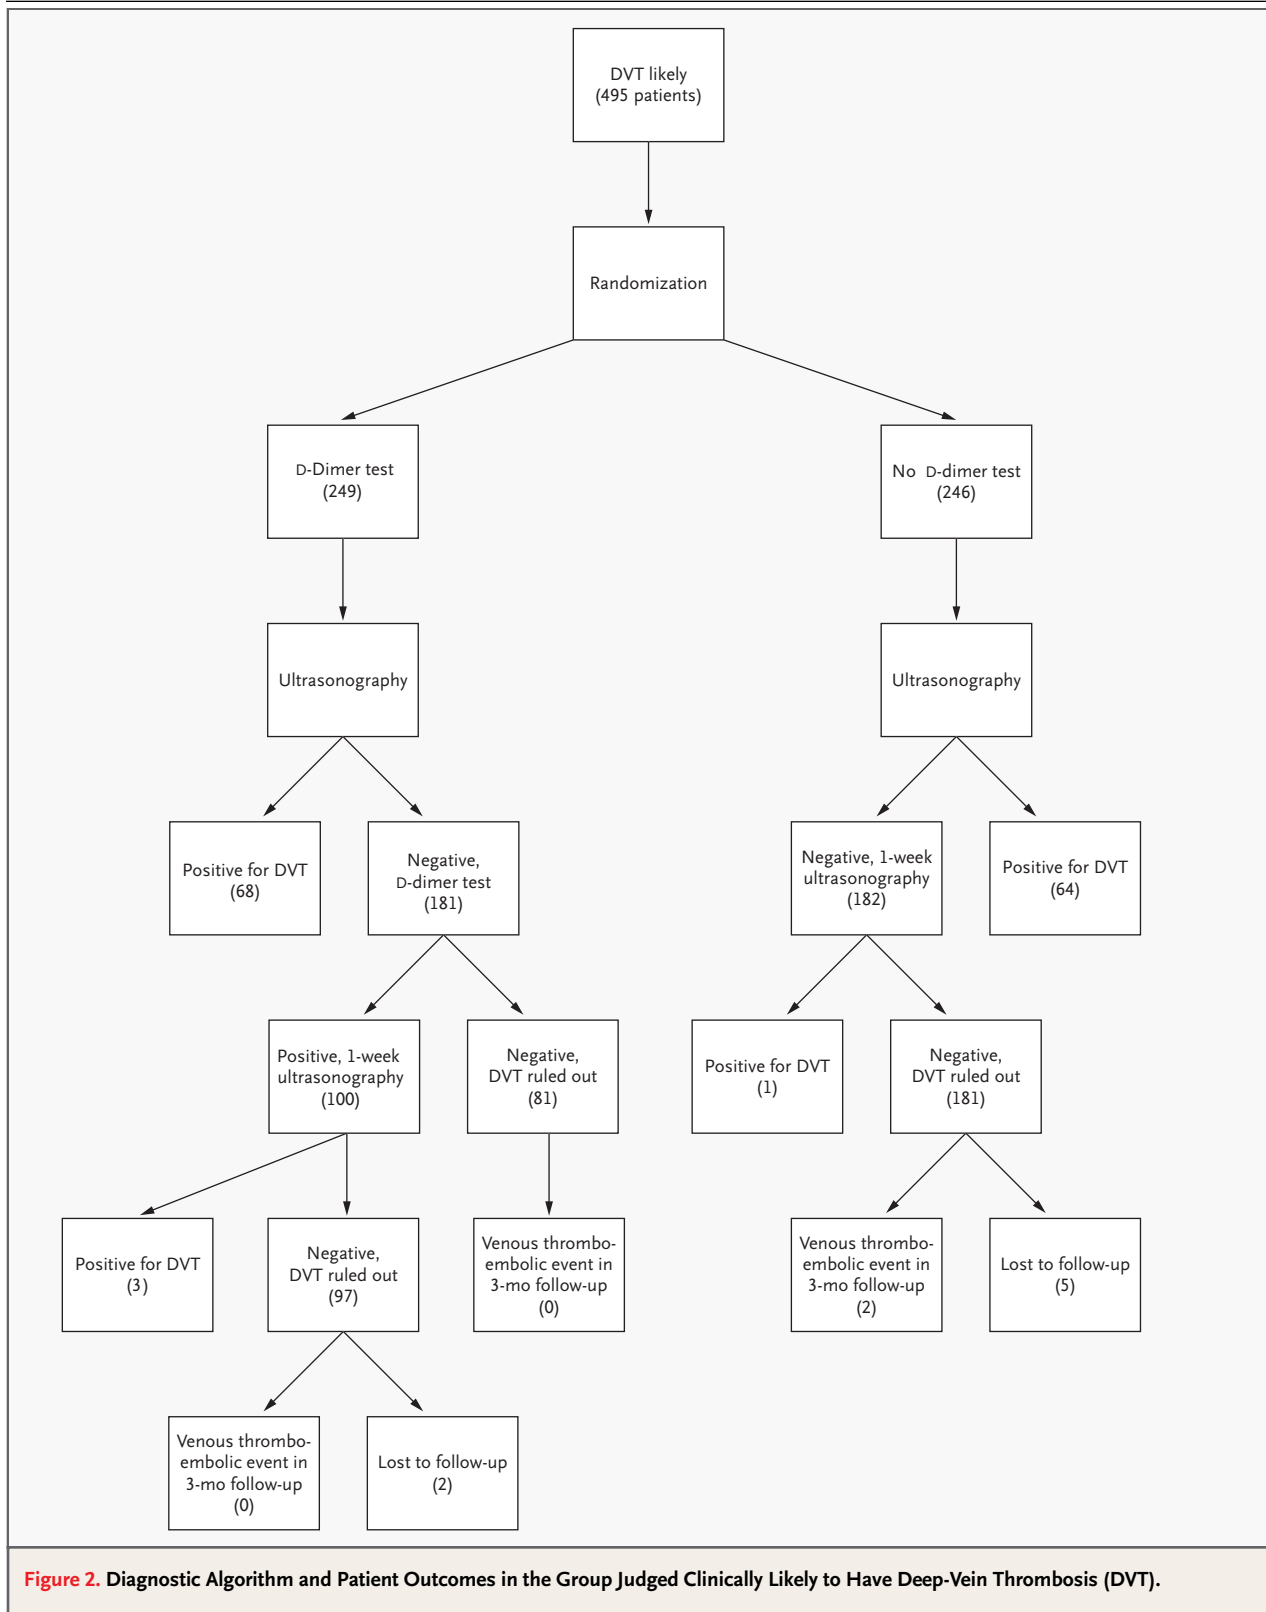 DVT likely
(495 patients)
Randomization
D-Dimer test
(249)
No D-dimer test
(246)
Ultrasonography
Ultrasonography
Positive for DVT
(68)
Negative,
D-dimer test
(181)
Negative, 1-week
ultrasonography
(182)
Positive for DVT
(64)
Positive, 1-week
ultrasonography
(100)
Negative,
DVT ruled out
(81)
Positive for DVT
(1)
Negative,
DVT ruled out
(181)
Positive for DVT
(3)
Negative,
DVT ruled out
(97)
Venous thrombo-
embolic event in
3-mo follow-up
(0)
Venous thrombo-
embolic event in
3-mo follow-up
(2)
Lost to follow-up
(5)
Venous thrombo-
embolic event in
3-mo follow-up
(0)
Lost to follow-up
(2)
Figure 2. Diagnostic Algorithm and Patient Outcomes in the Group Judged Clinically Likely to Have Deep-Vein Thrombosis (DVT).